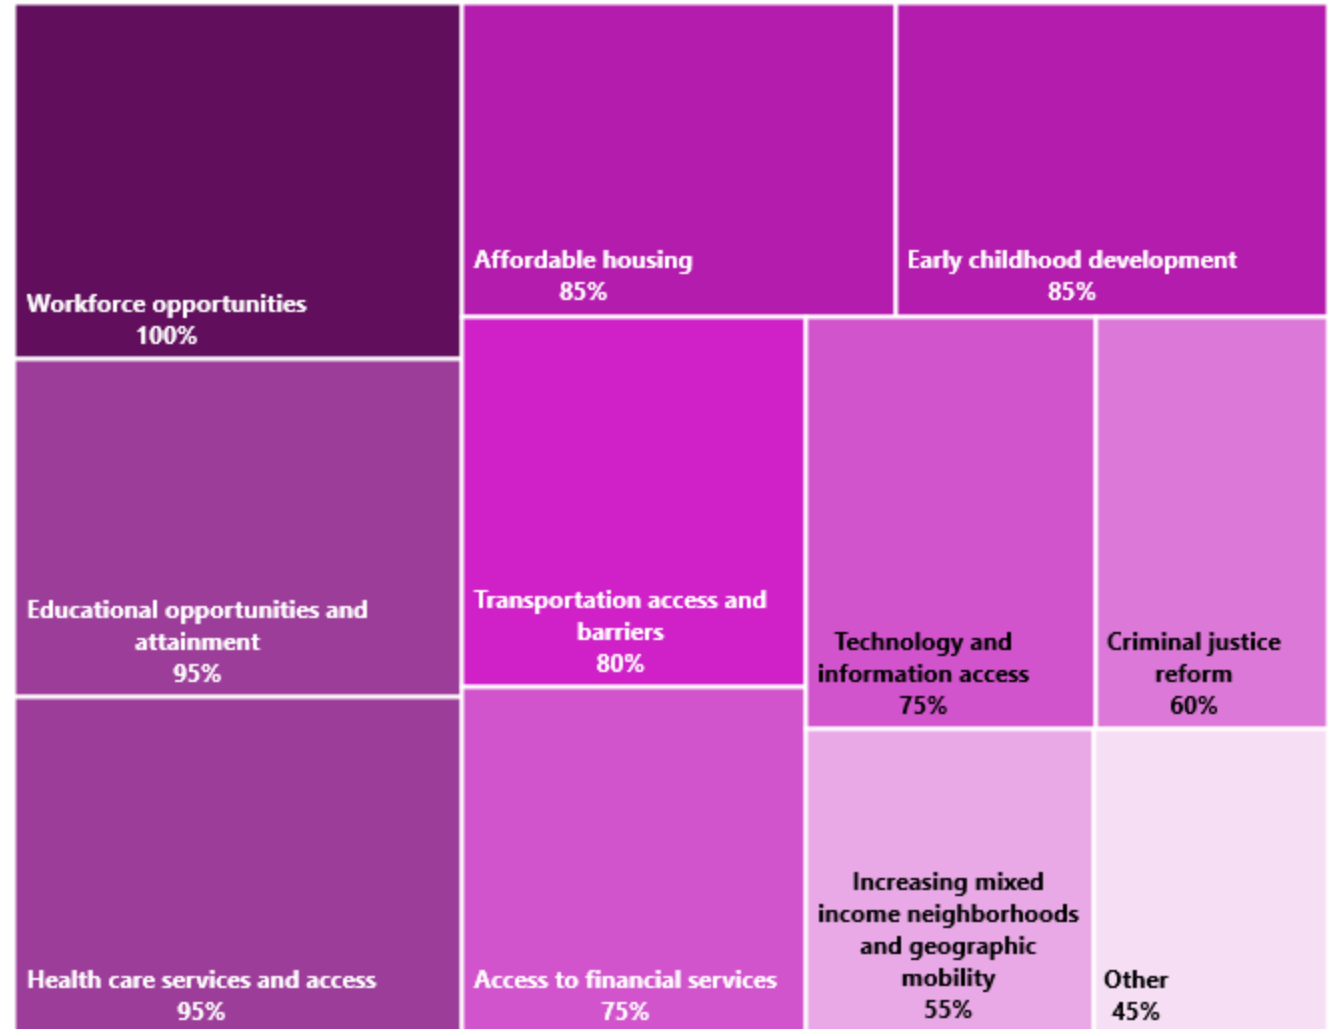 Workforce opportunities
100%
Affordable housing
85%
Early childhood development
85%
Educational opportunities and
attainment
95%
Transportation access and
barriers
80%
Technology and
information access
75%
Criminal justice
reform
60%
Health care services and access
95%
Access to financial services
75%
Increasing mixed
income neighborhoods
and geographic
mobility
55%
Other
45%